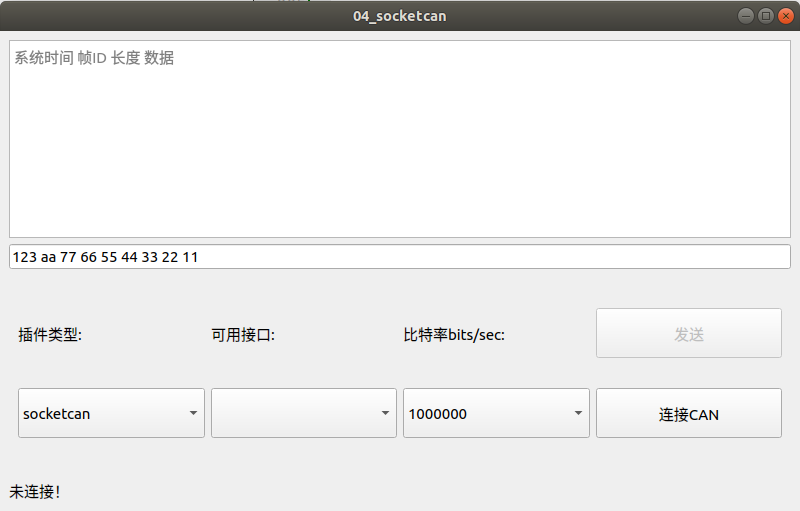 04_socketcan
系统时间 帧ID 长度 数据
123 aa 77 66 55 44 33 22 11
插件类型: 可用接口: 比特率bits/sec: 发送
socketcan 1000000 连接CAN
未连接!